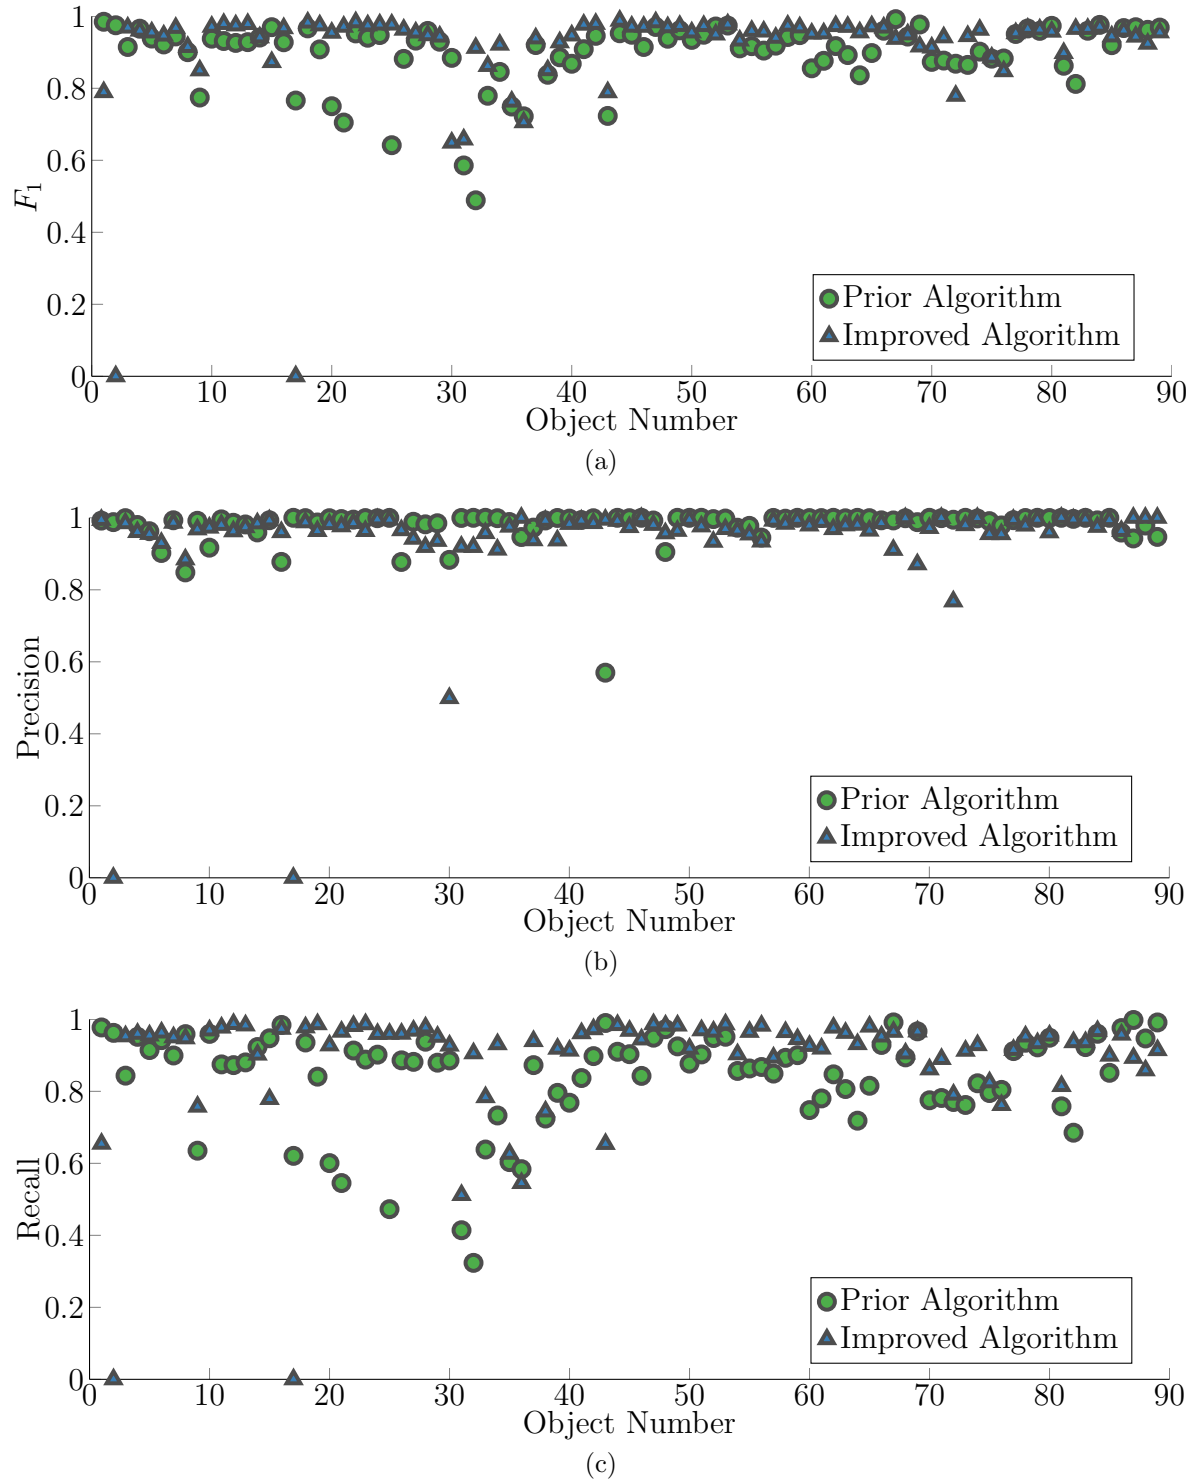 1
0.8
0.6
0.4
0.2
0
F1
0 10 20 30 40 50 60 70 80 90
Object Number
Prior Algorithm
Improved Algorithm
(a)
1
0.8
0.6
0.4
0.2
0
Precision
0 10 20 30 40 50 60 70 80 90
Object Number
Prior Algorithm
Improved Algorithm
(b)
1
0.8
0.6
0.4
0.2
0
Recall
0 10 20 30 40 50 60 70 80 90
Object Number
Prior Algorithm
Improved Algorithm
(c)